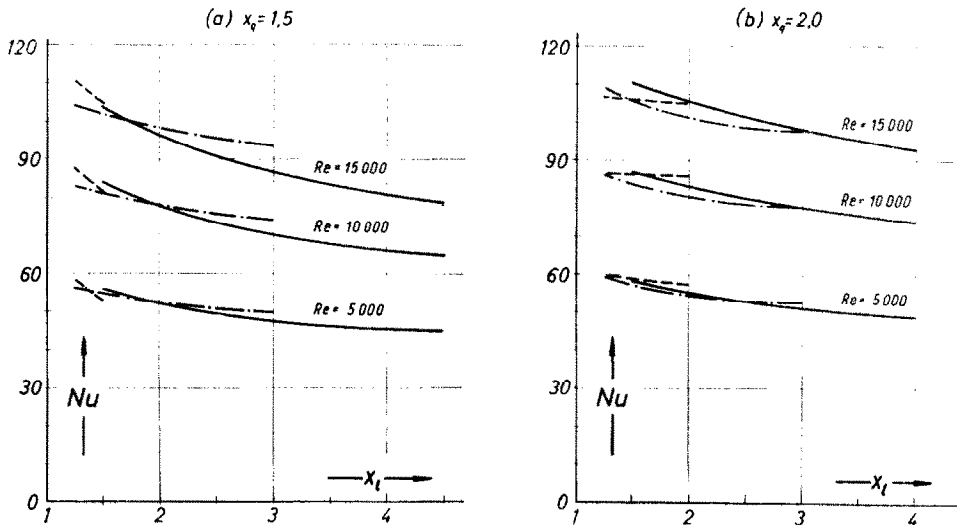 (a) x_q = 1,5
120
90
60
30
0
Re = 15 000
Re = 10 000
Re = 5 000
Nu
x_l
1 2 3 4
(b) x_q = 2,0
120
90
60
30
0
Re = 15 000
Re = 10 000
Re = 5 000
Nu
x_l
1 2 3 4